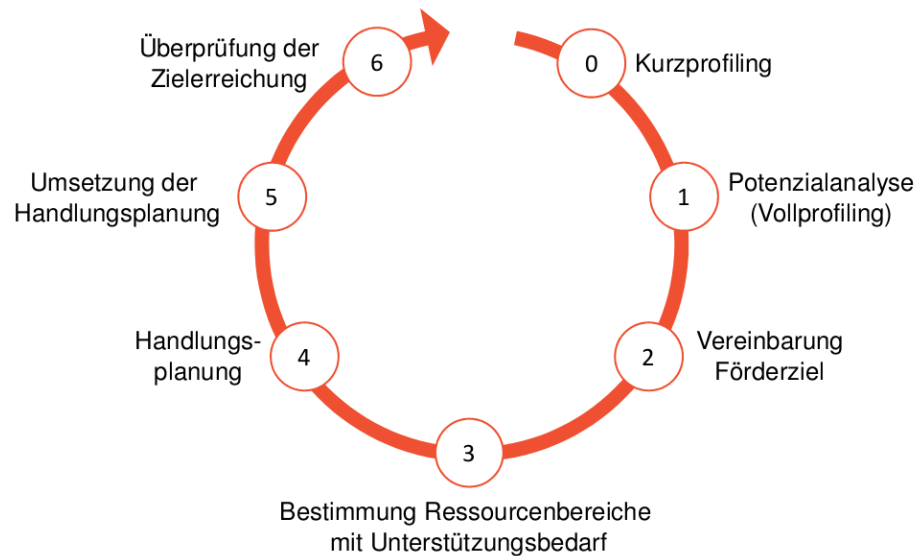 0
Kurzprofiling
1
Potenzialanalyse
(Vollprofiling)
2
Vereinbarung
Förderziel
3
Bestimmung Ressourcenbereiche
mit Unterstützungsbedarf
4
Handlungs-
planung
5
Umsetzung der
Handlungsplanung
6
Überprüfung der
Zielerreichung